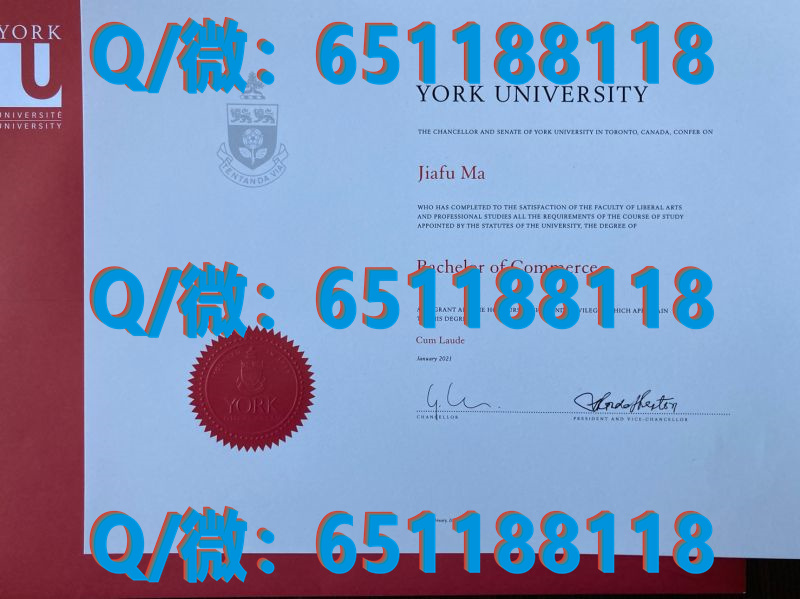 YORK
U
UNIVERSITÉ
UNIVERSITY
Q/微：651188118
YORK UNIVERSITY
THE CHANCELLOR AND SENATE OF YORK UNIVERSITY IN TORONTO, CANADA, CONFER ON
TENTANDA VIA
Jiafu Ma
WHO HAS COMPLETED TO THE SATISFACTION OF THE FACULTY OF LIBERAL ARTS
AND PROFESSIONAL STUDIES ALL THE REQUIREMENTS OF THE COURSE OF STUDY
APPOINTED BY THE STATUTES OF THE UNIVERSITY, THE DEGREE OF
Bachelor of Commerce
Q/微：651188118
Cum Laude
January 2021
YORK
CHANCELLOR
PRESIDENT AND VICE-CHANCELLOR
Q/微：651188118